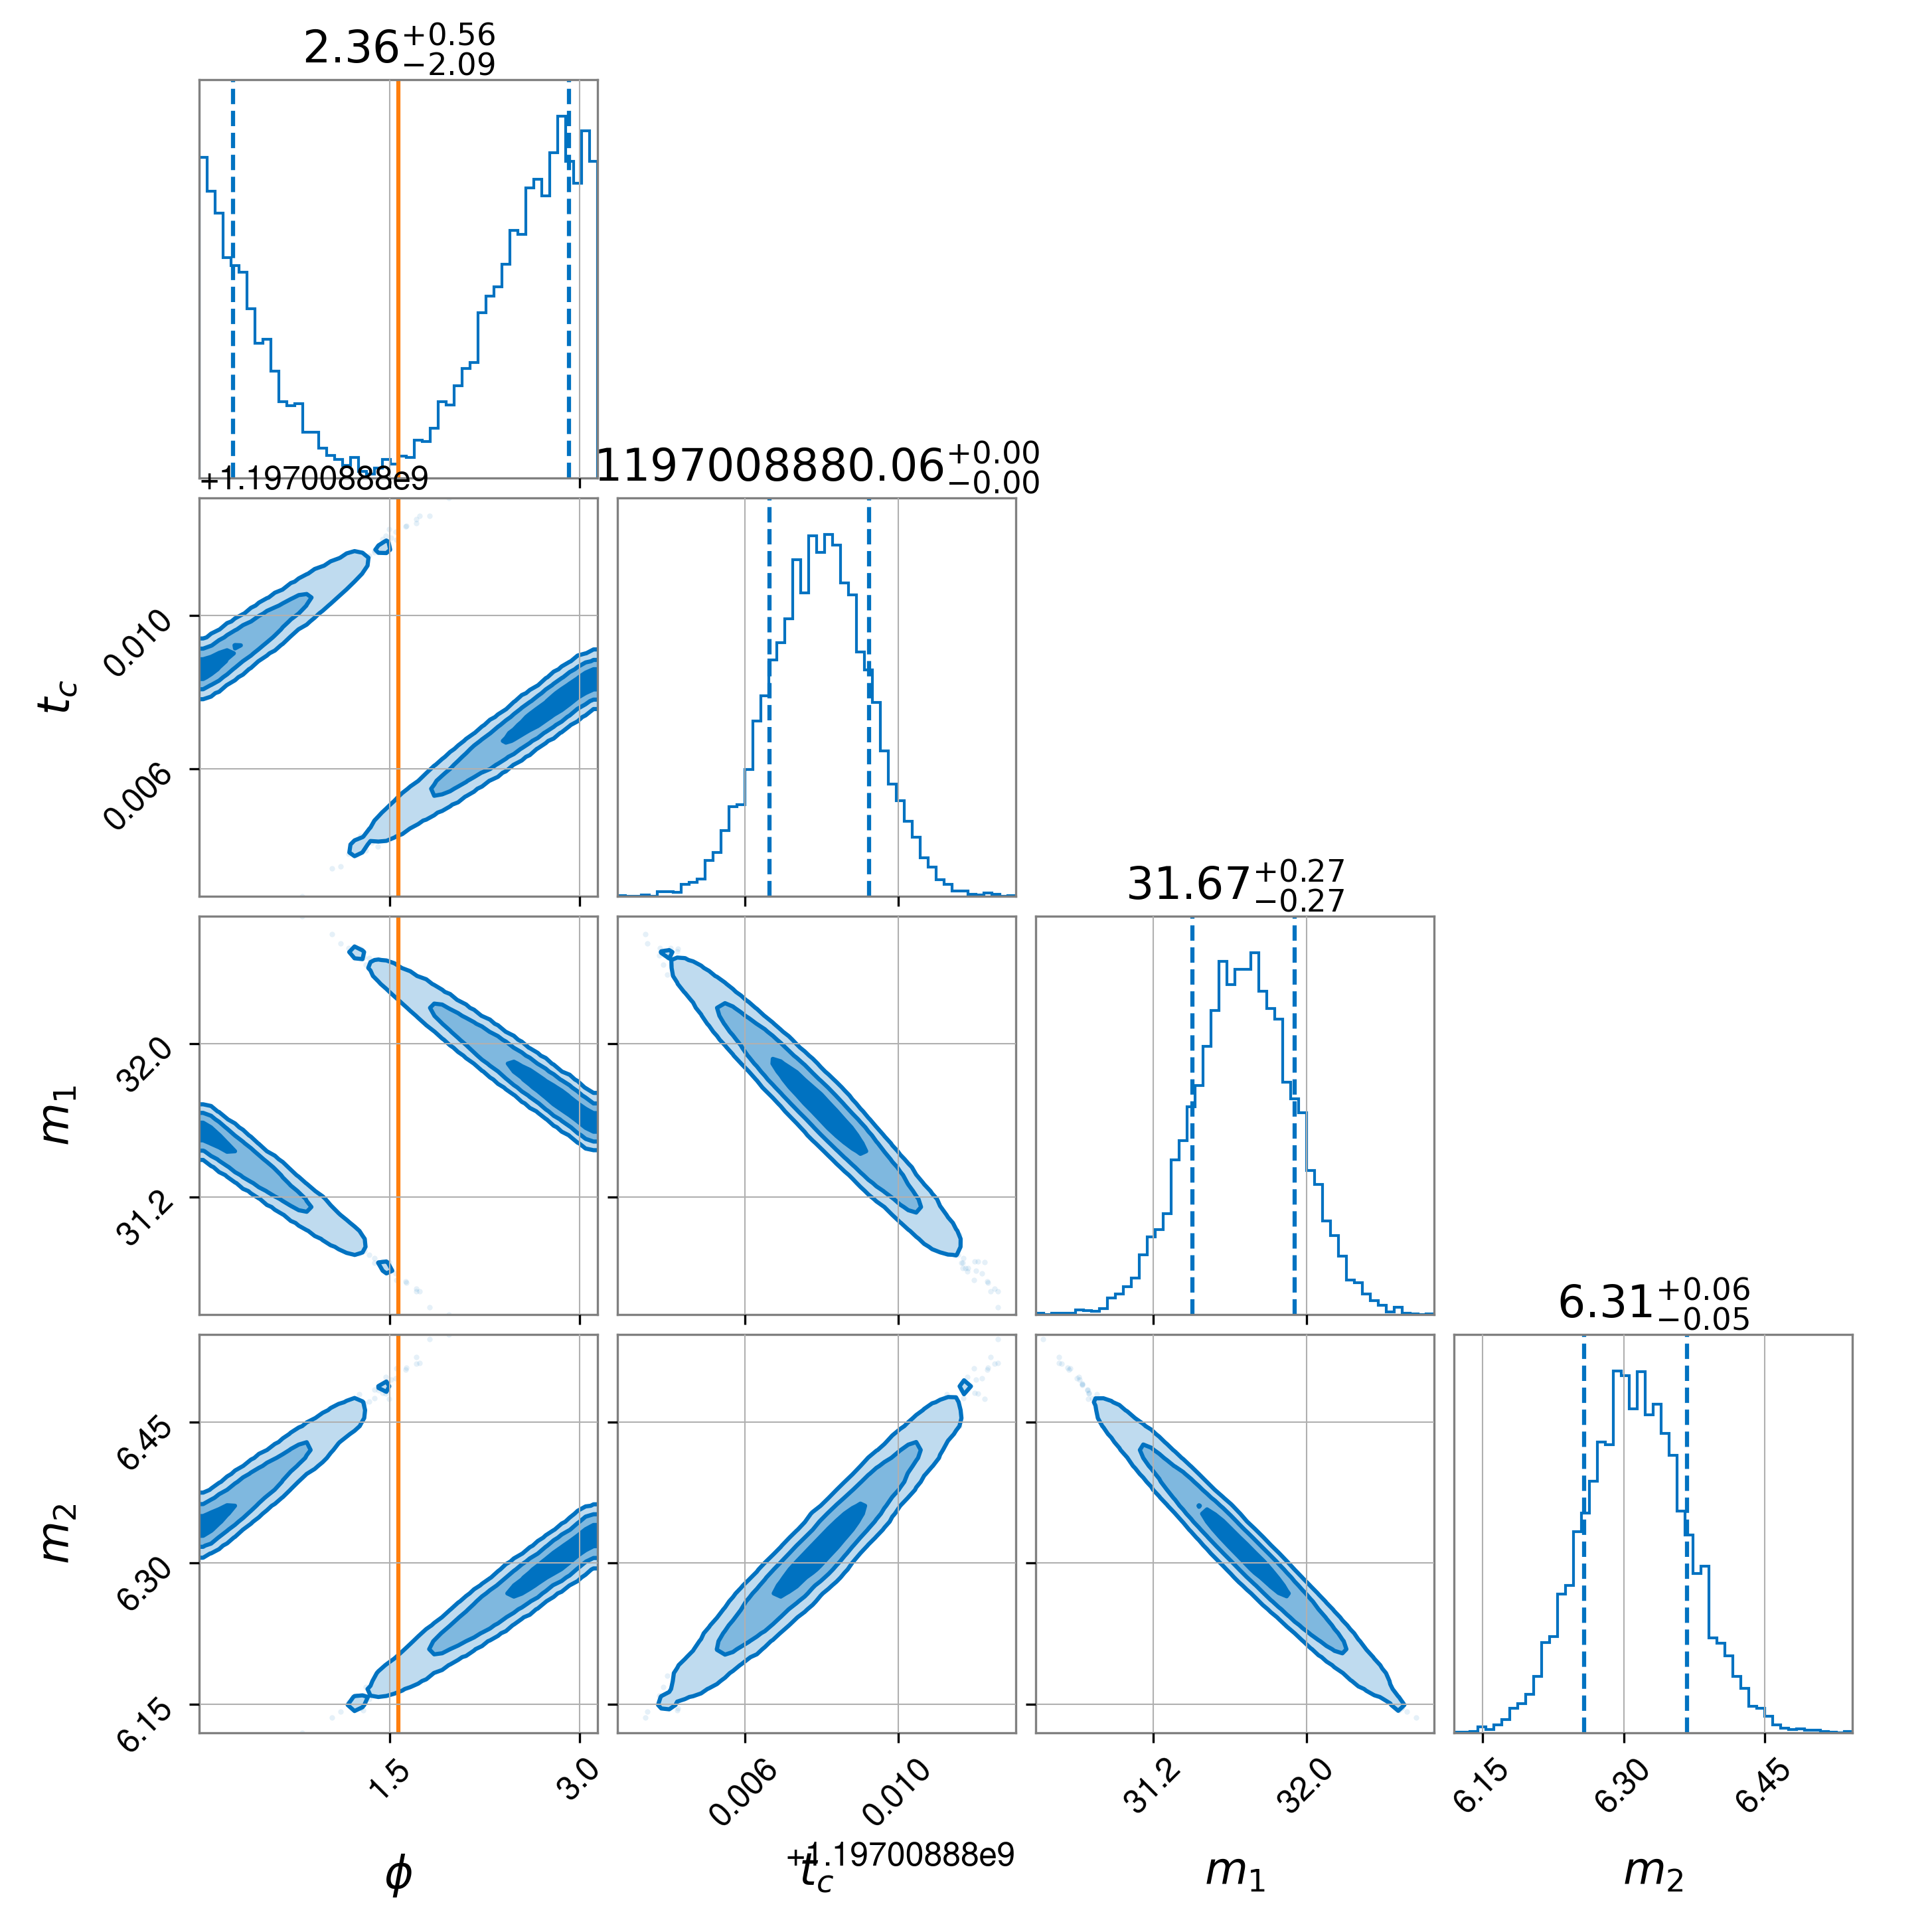 2.36+0.56−2.09
+1.19700888e9
1197008880.06+0.00−0.00
0.010
0.006
t_c
31.67+0.27−0.27
32.0
31.2
m_1
6.31+0.06−0.05
6.45
6.30
6.15
m_2
1.5 3.0 0.006 0.010 31.2 32.0 6.15 6.30 6.45
+1.19700888e9
ϕ t_c m_1 m_2